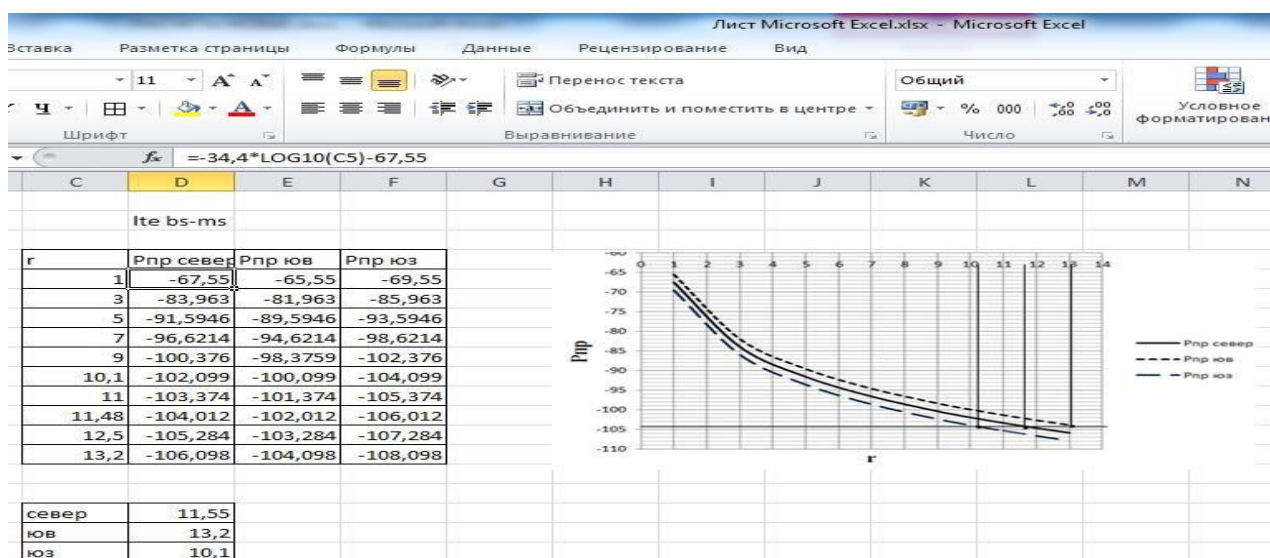 Лист Microsoft Excel.xlsx - Microsoft Excel
Вставка Разметка страницы Формулы Данные Рецензирование Вид
11 A A Перенос текста Общий
Ч A Объединить и поместить в центре % 000 Условное форматирован
Шрифт Выравнивание Число
fx =-34,4*LOG10(C5)-67,55
C D E F G H I J K L M N
lte bs-ms
r Pпр север Pпр юв Pпр юз
1 -67,55 -65,55 -69,55
3 -83,963 -81,963 -85,963
5 -91,5946 -89,5946 -93,5946
7 -96,6214 -94,6214 -98,6214
9 -100,376 -98,3759 -102,376
10,1 -102,099 -100,099 -104,099
11 -103,374 -101,374 -105,374
11,48 -104,012 -102,012 -106,012
12,5 -105,284 -103,284 -107,284
13,2 -106,098 -104,098 -108,098
север 11,55
юв 13,2
юз 10,1
0 1 2 3 4 5 6 7 8 9 10 11 12 13 14
-60
-65
-70
-75
-80
-85
-90
-95
-100
-105
-110
Pпр
r
Pпр север
Pпр юв
Pпр юз